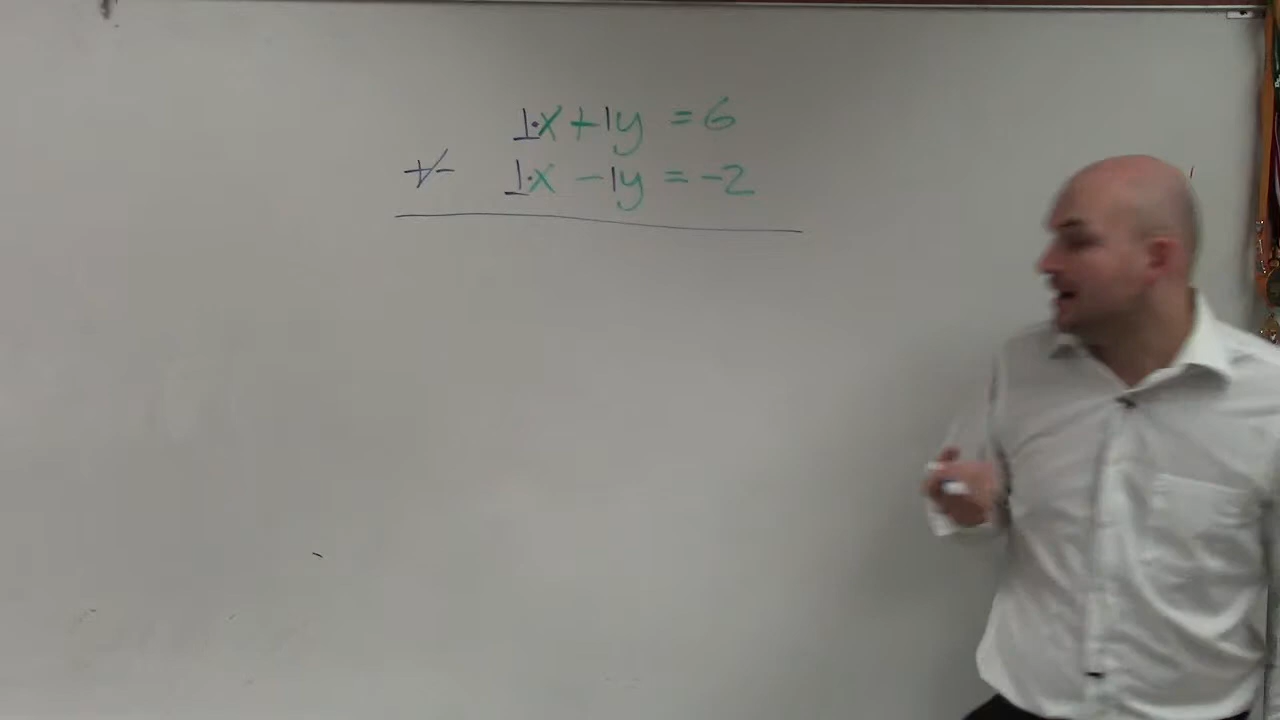 1·x + 1y = 6
+/- 1·x - 1y = -2